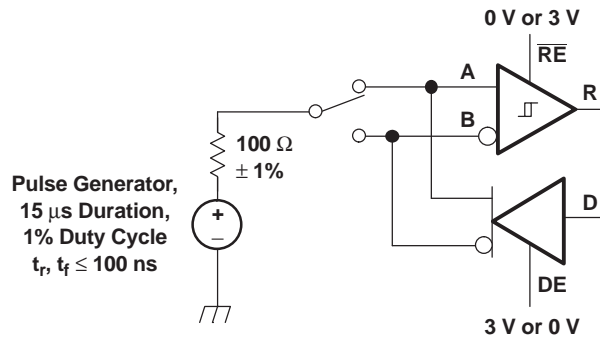 0 V or 3 V
RE
A
R
B
100 Ω
± 1%
Pulse Generator,
15 μs Duration,
1% Duty Cycle
tr, tf ≤ 100 ns
+
–
D
DE
3 V or 0 V